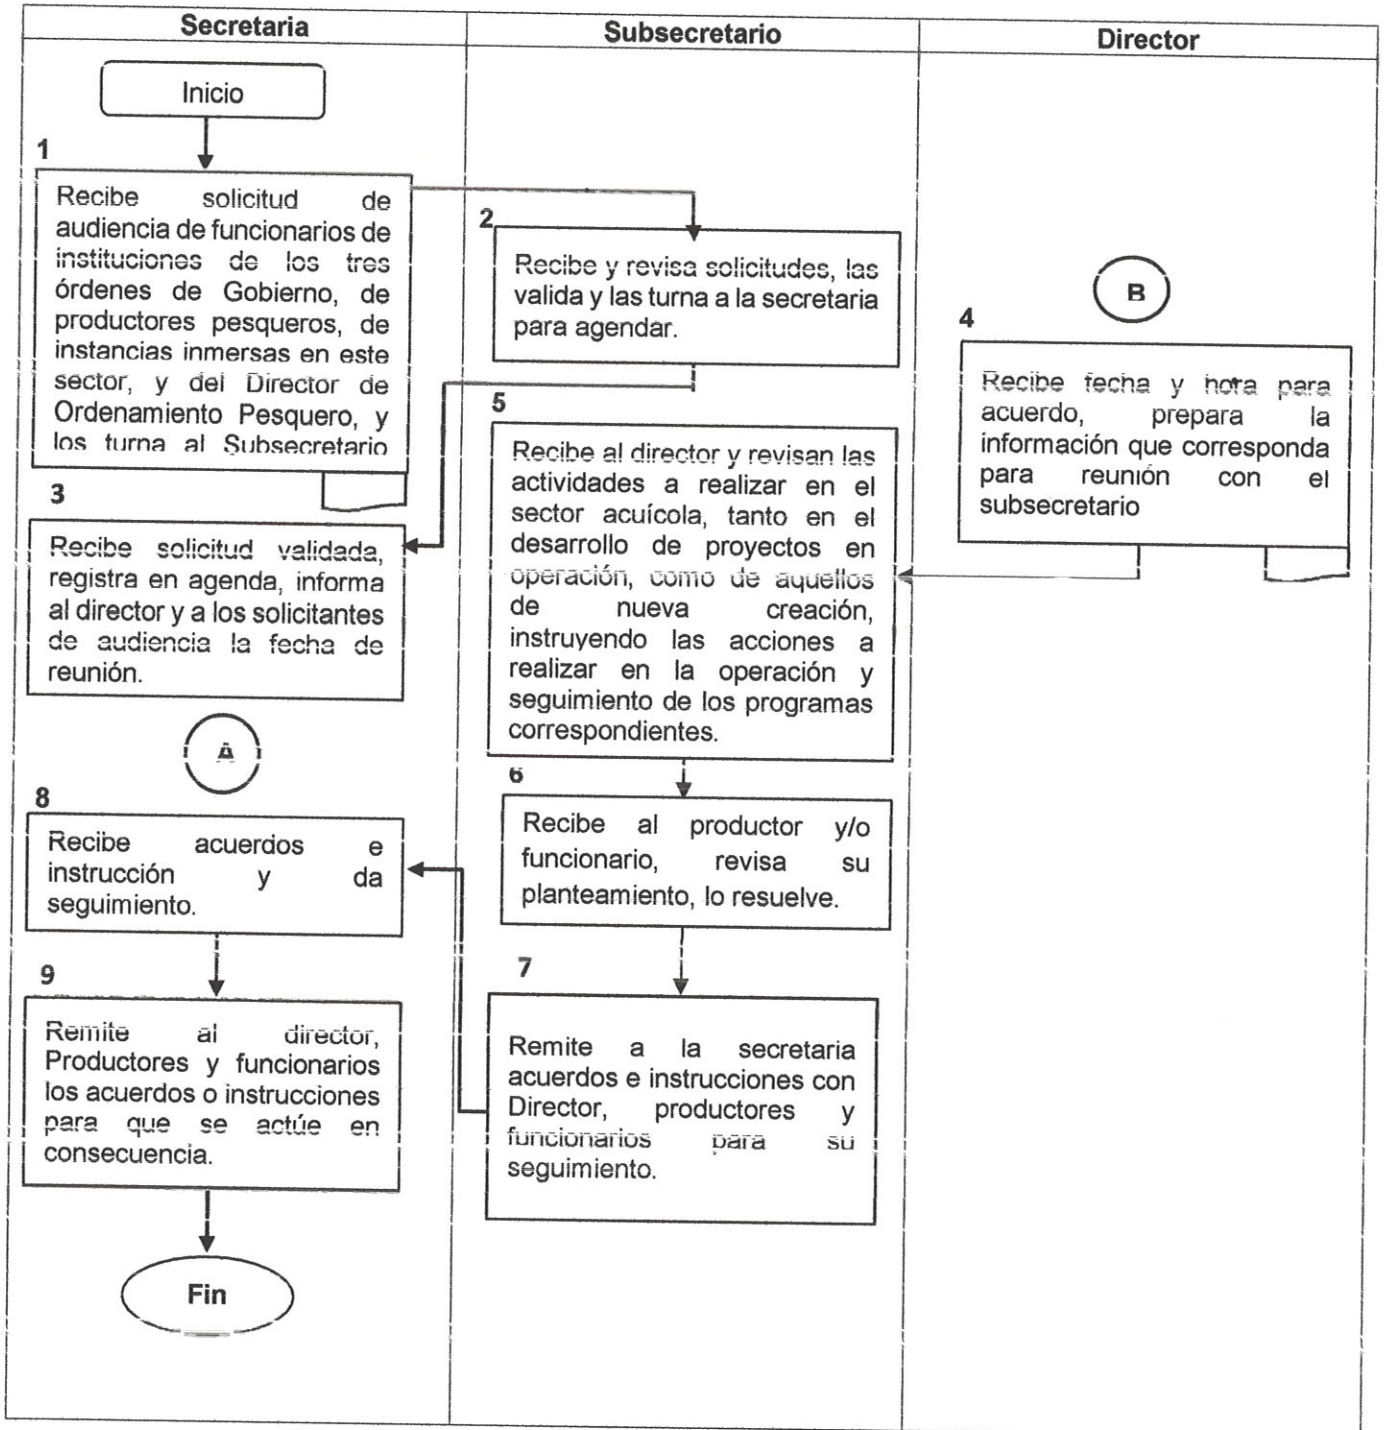 Secretaria
Subsecretario
Director
Inicio
1
Recibe solicitud de
audiencia de funcionarios de
instituciones de los tres
órdenes de Gobierno, de
productores pesqueros, de
instancias inmersas en este
sector, y del Director de
Ordenamiento Pesquero, y
los turna al Subsecretario
2
Recibe y revisa solicitudes, las
valida y las turna a la secretaria
para agendar.
B
4
Recibe fecha y hora para
acuerdo, prepara la
información que corresponda
para reunión con el
subsecretario
3
Recibe solicitud validada,
registra en agenda, informa
al director y a los solicitantes
de audiencia la fecha de
reunión.
A
5
Recibe al director y revisan las
actividades a realizar en el
sector acuícola, tanto en el
desarrollo de proyectos en
operación, como de aquellos
de nueva creación,
instruyendo las acciones a
realizar en la operación y
seguimiento de los programas
correspondientes.
6
Recibe al productor y/o
funcionario, revisa su
planteamiento, lo resuelve.
7
Remite a la secretaria
acuerdos e instrucciones con
Director, productores y
funcionarios para su
seguimiento.
8
Recibe acuerdos e
instrucción y da
seguimiento.
9
Remite al director,
Productores y funcionarios
los acuerdos o instrucciones
para que se actúe en
consecuencia.
Fin